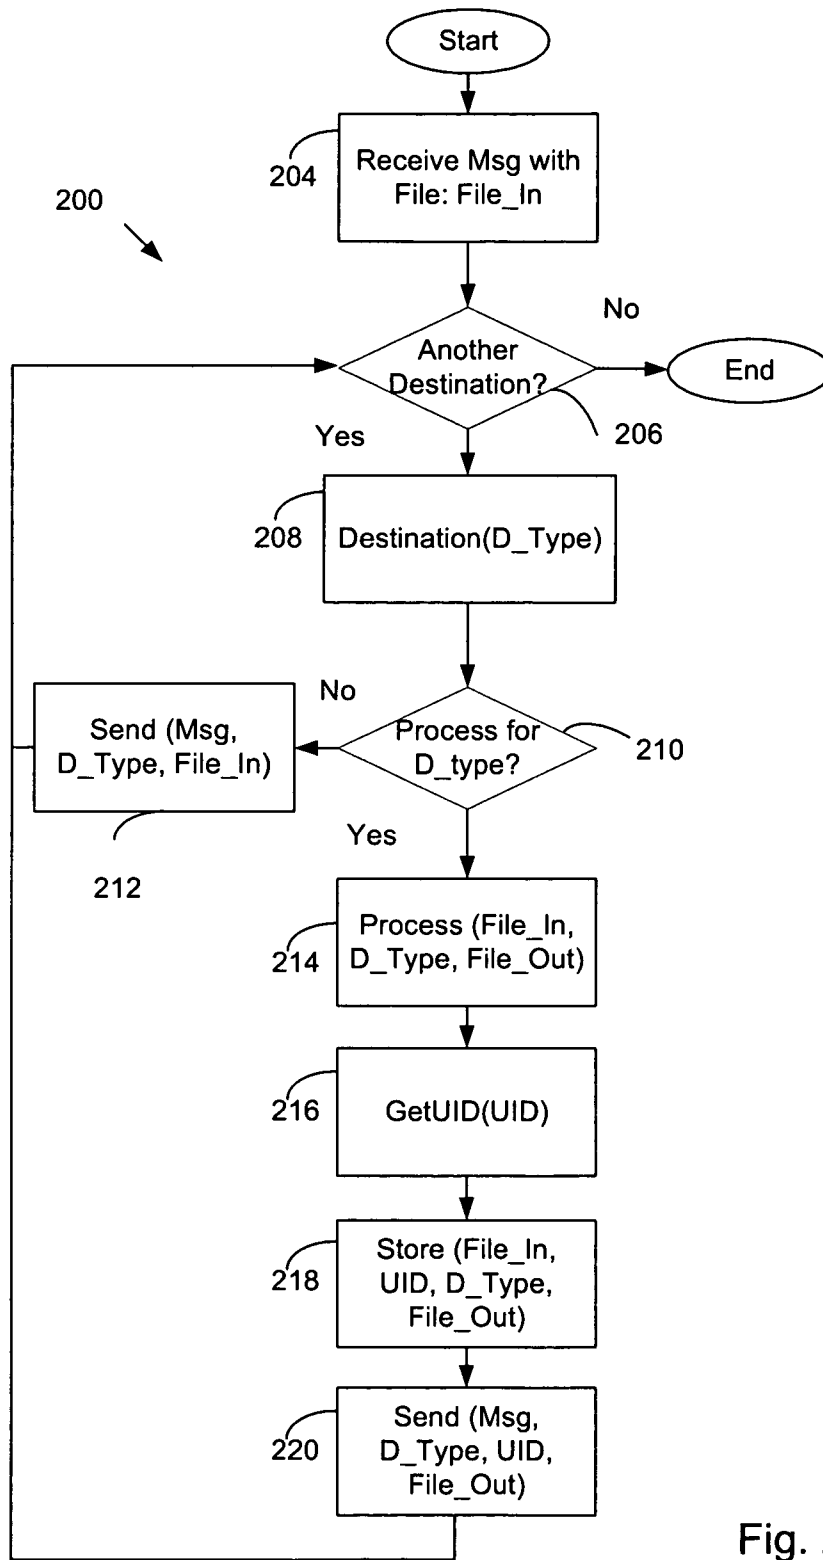 Start
204
Receive Msg with
File: File_In
200
No
Another
Destination?
End
206
Yes
208
Destination(D_Type)
No
Send (Msg,
D_Type, File_In)
Process for
D_type?
210
212
Yes
214
Process (File_In,
D_Type, File_Out)
216
GetUID(UID)
218
Store (File_In,
UID, D_Type,
File_Out)
220
Send (Msg,
D_Type, UID,
File_Out)
Fig.